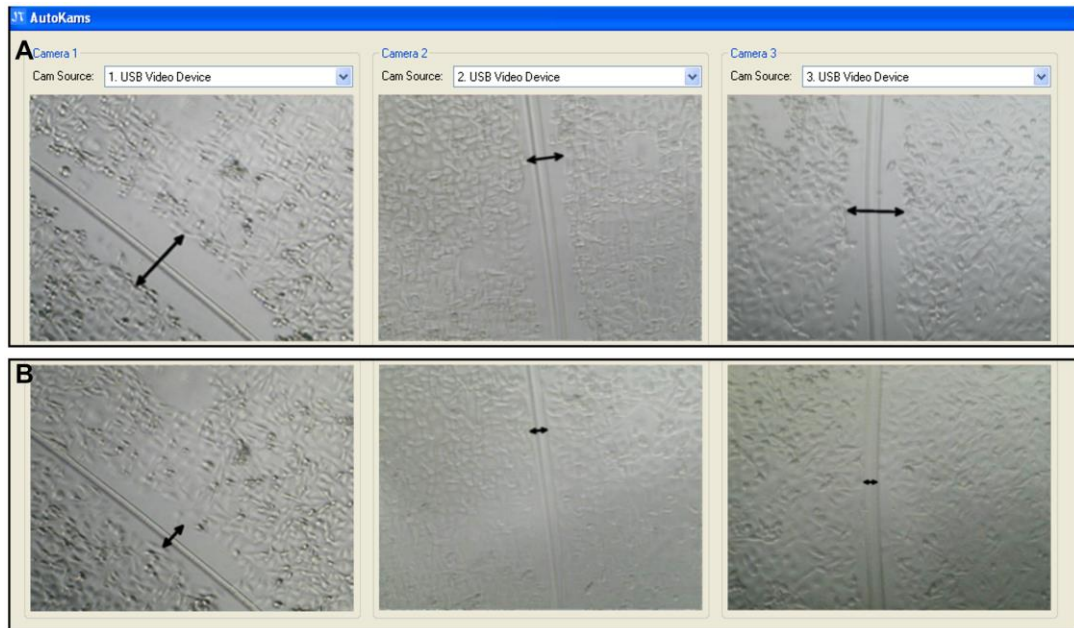 JT AutoKams
A
Camera 1
Camera 2
Camera 3
Cam Source: 1. USB Video Device
Cam Source: 2. USB Video Device
Cam Source: 3. USB Video Device
B